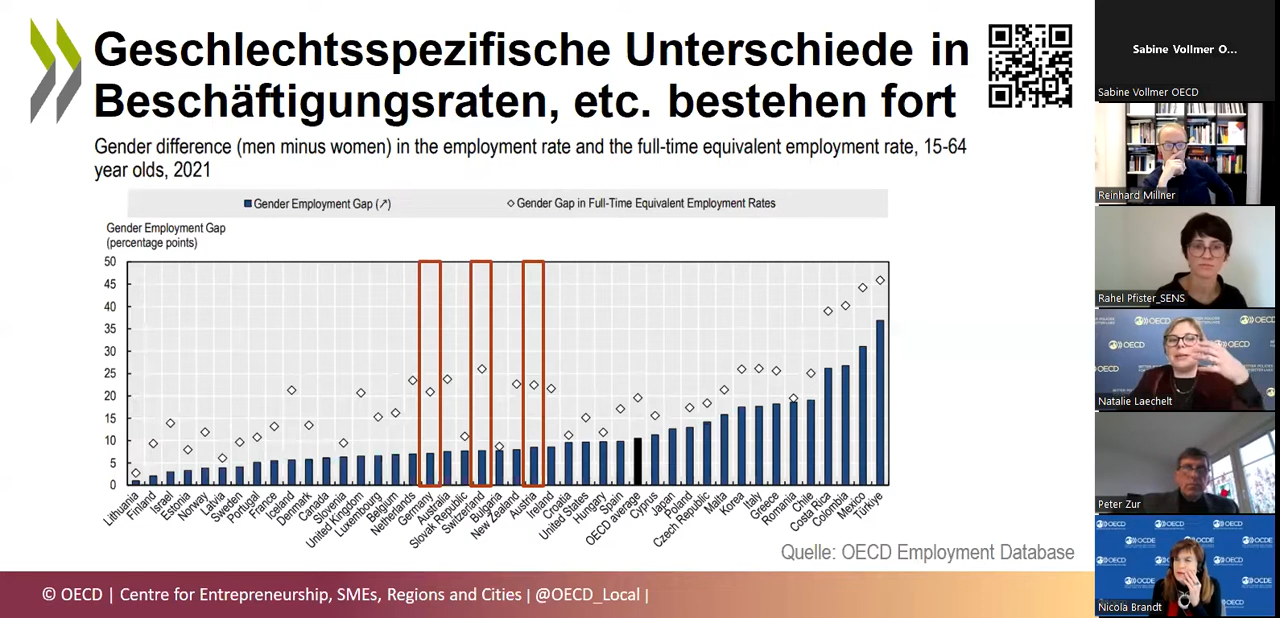 Geschlechtsspezifische Unterschiede in
Beschäftigungsraten, etc. bestehen fort
Gender difference (men minus women) in the employment rate and the full-time equivalent employment rate, 15-64
year olds, 2021
Gender Employment Gap (↗)
Gender Gap in Full-Time Equivalent Employment Rates
Gender Employment Gap
(percentage points)
50
45
40
35
30
25
20
15
10
5
0
Lithuania
Finland
Israel
Estonia
Norway
Latvia
Sweden
Portugal
France
Iceland
Denmark
Canada
Slovenia
United Kingdom
Luxembourg
Belgium
Netherlands
Germany
Australia
Slovak Republic
Switzerland
Bulgaria
New Zealand
Austria
Ireland
Croatia
United States
Hungary
Spain
OECD average
Cyprus
Japan
Poland
Czech Republic
Malta
Korea
Italy
Greece
Romania
Chile
Costa Rica
Colombia
Mexico
Türkiye
Quelle: OECD Employment Database
© OECD | Centre for Entrepreneurship, SMEs, Regions and Cities | @OECD_Local |
Sabine Vollmer O...
Sabine Vollmer OECD
Reinhard Millner
Rahel Pfister_SENS
OECD
OECD
OECD
Natalie Laechelt
Peter Zur
OECD
OCDE
OECD
Nicola Brandt